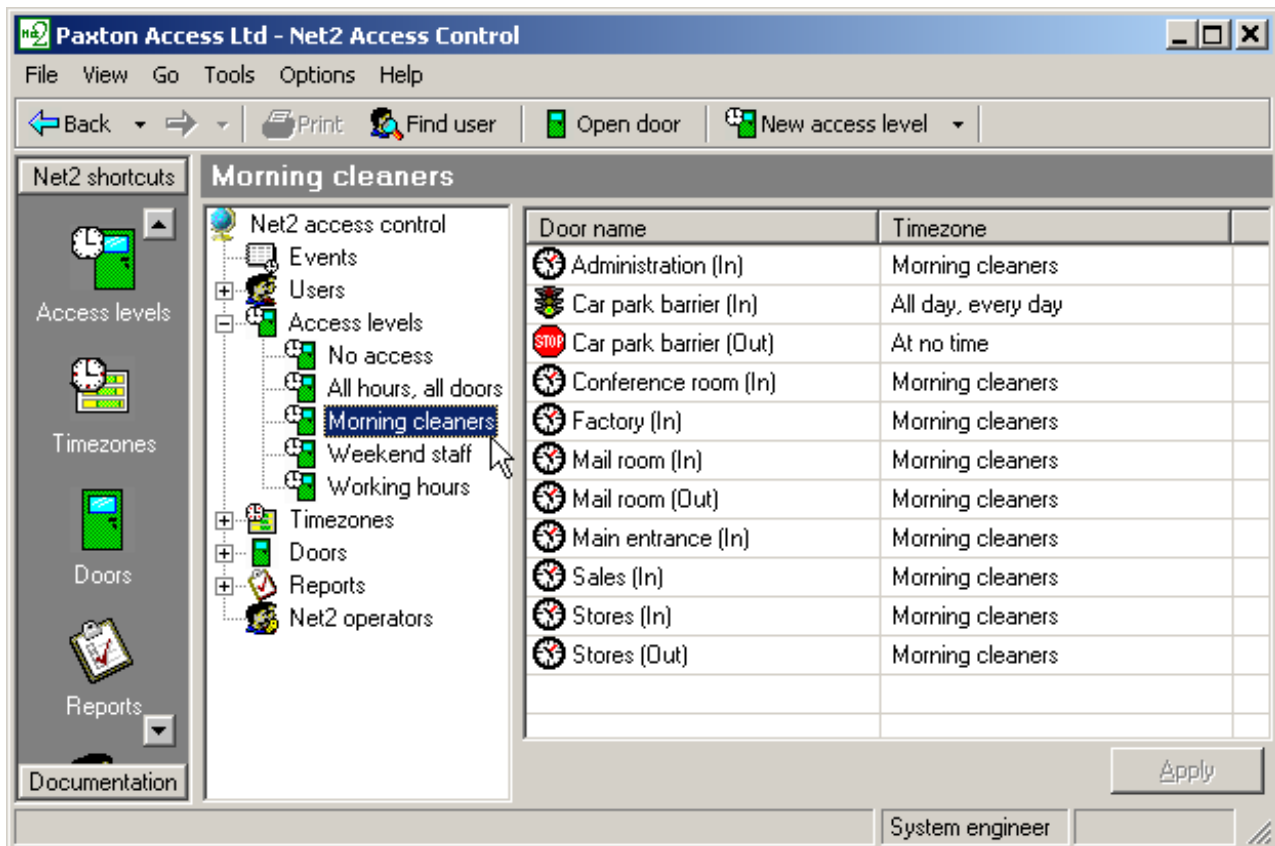 Net2 Paxton Access Ltd - Net2 Access Control
File View Go Tools Options Help
Back Print Find user Open door New access level
Net2 shortcuts
Access levels
Timezones
Doors
Reports
Documentation
Morning cleaners
Net2 access control
Events
Users
Access levels
No access
All hours, all doors
Morning cleaners
Weekend staff
Working hours
Timezones
Doors
Reports
Net2 operators
Door name Timezone
Administration (In) Morning cleaners
Car park barrier (In) All day, every day
STOP Car park barrier (Out) At no time
Conference room (In) Morning cleaners
Factory (In) Morning cleaners
Mail room (In) Morning cleaners
Mail room (Out) Morning cleaners
Main entrance (In) Morning cleaners
Sales (In) Morning cleaners
Stores (In) Morning cleaners
Stores (Out) Morning cleaners
Apply
System engineer